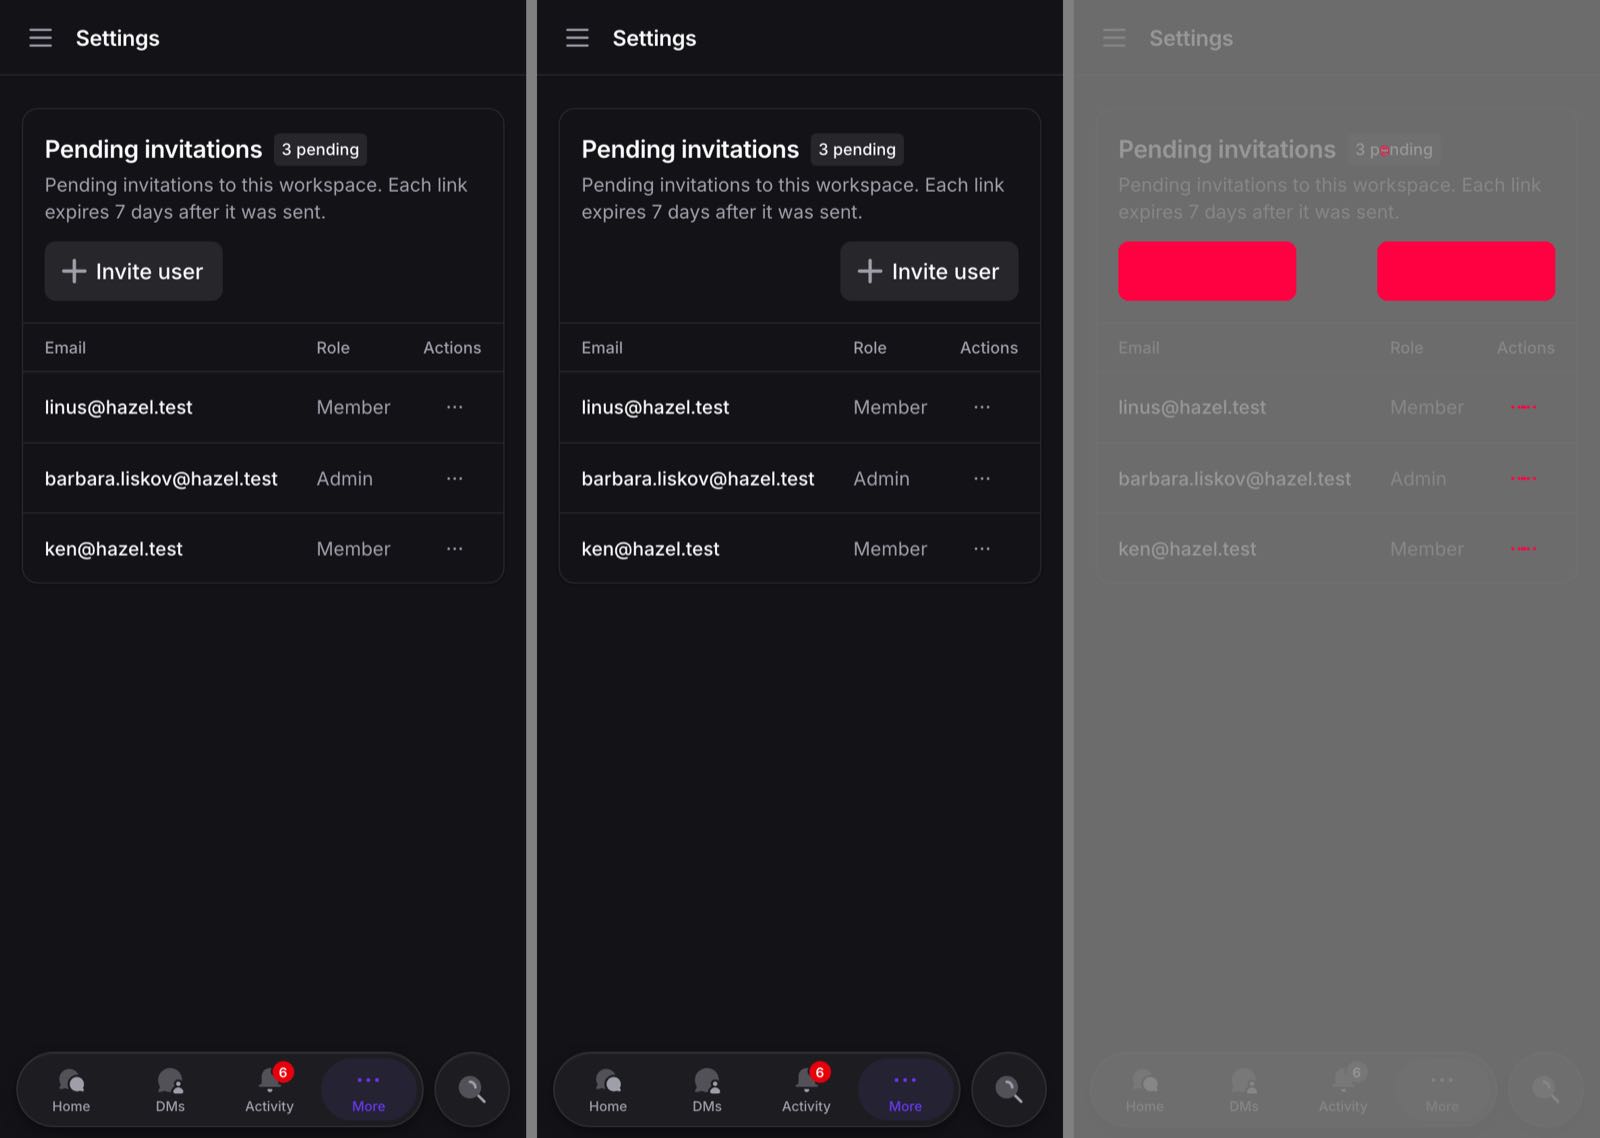 Settings
Pending invitations 3 pending
Pending invitations to this workspace. Each link
expires 7 days after it was sent.
Invite user
Email Role Actions
linus@hazel.test Member
barbara.liskov@hazel.test Admin
ken@hazel.test Member
Home DMs Activity 6 More
Settings
Pending invitations 3 pending
Pending invitations to this workspace. Each link
expires 7 days after it was sent.
Invite user
Email Role Actions
linus@hazel.test Member
barbara.liskov@hazel.test Admin
ken@hazel.test Member
Home DMs Activity 6 More
Settings
Pending invitations 3 pending
Pending invitations to this workspace. Each link
expires 7 days after it was sent.
Email Role Actions
linus@hazel.test Member
barbara.liskov@hazel.test Admin
ken@hazel.test Member
Home DMs Activity 6 More